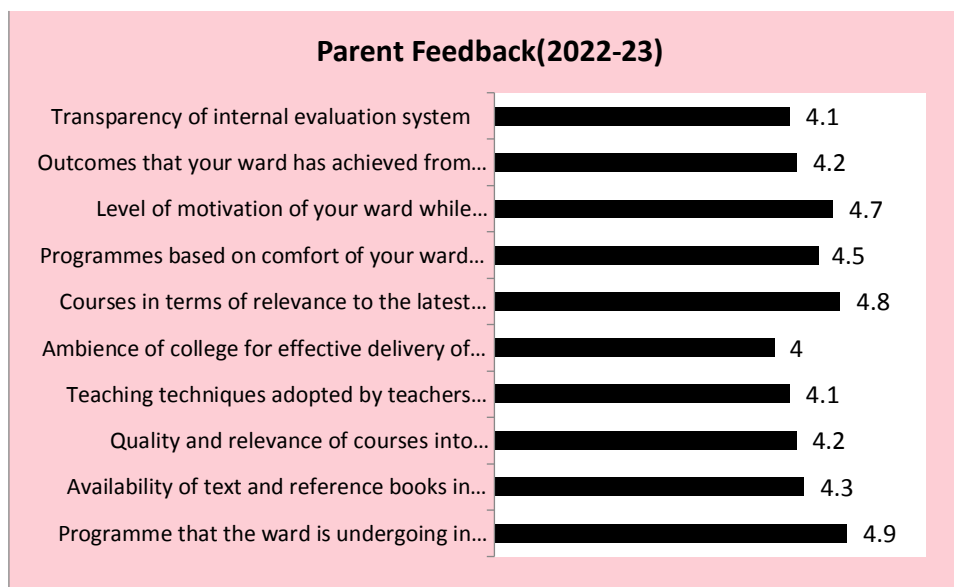 Parent Feedback(2022-23)
Transparency of internal evaluation system 4.1
Outcomes that your ward has achieved from... 4.2
Level of motivation of your ward while... 4.7
Programmes based on comfort of your ward... 4.5
Courses in terms of relevance to the latest... 4.8
Ambience of college for effective delivery of... 4
Teaching techniques adopted by teachers... 4.1
Quality and relevance of courses into... 4.2
Availability of text and reference books in... 4.3
Programme that the ward is undergoing in... 4.9